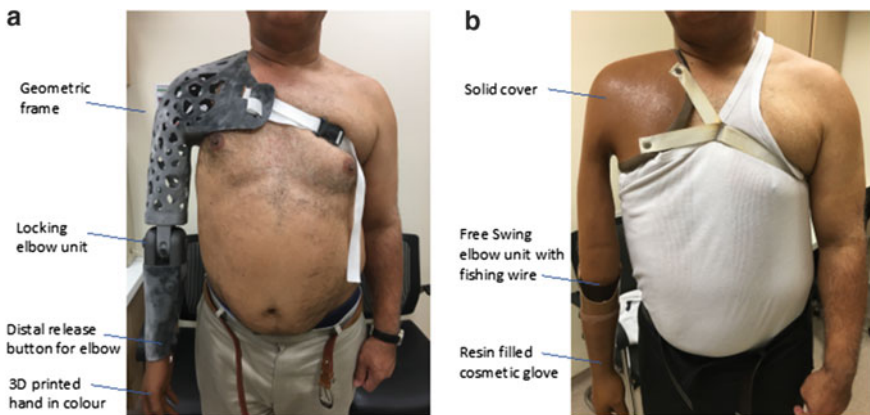 a
Geometric
frame
Locking
elbow unit
Distal release
button for elbow
3D printed
hand in colour
b
Solid cover
Free Swing
elbow unit with
fishing wire
Resin filled
cosmetic glove